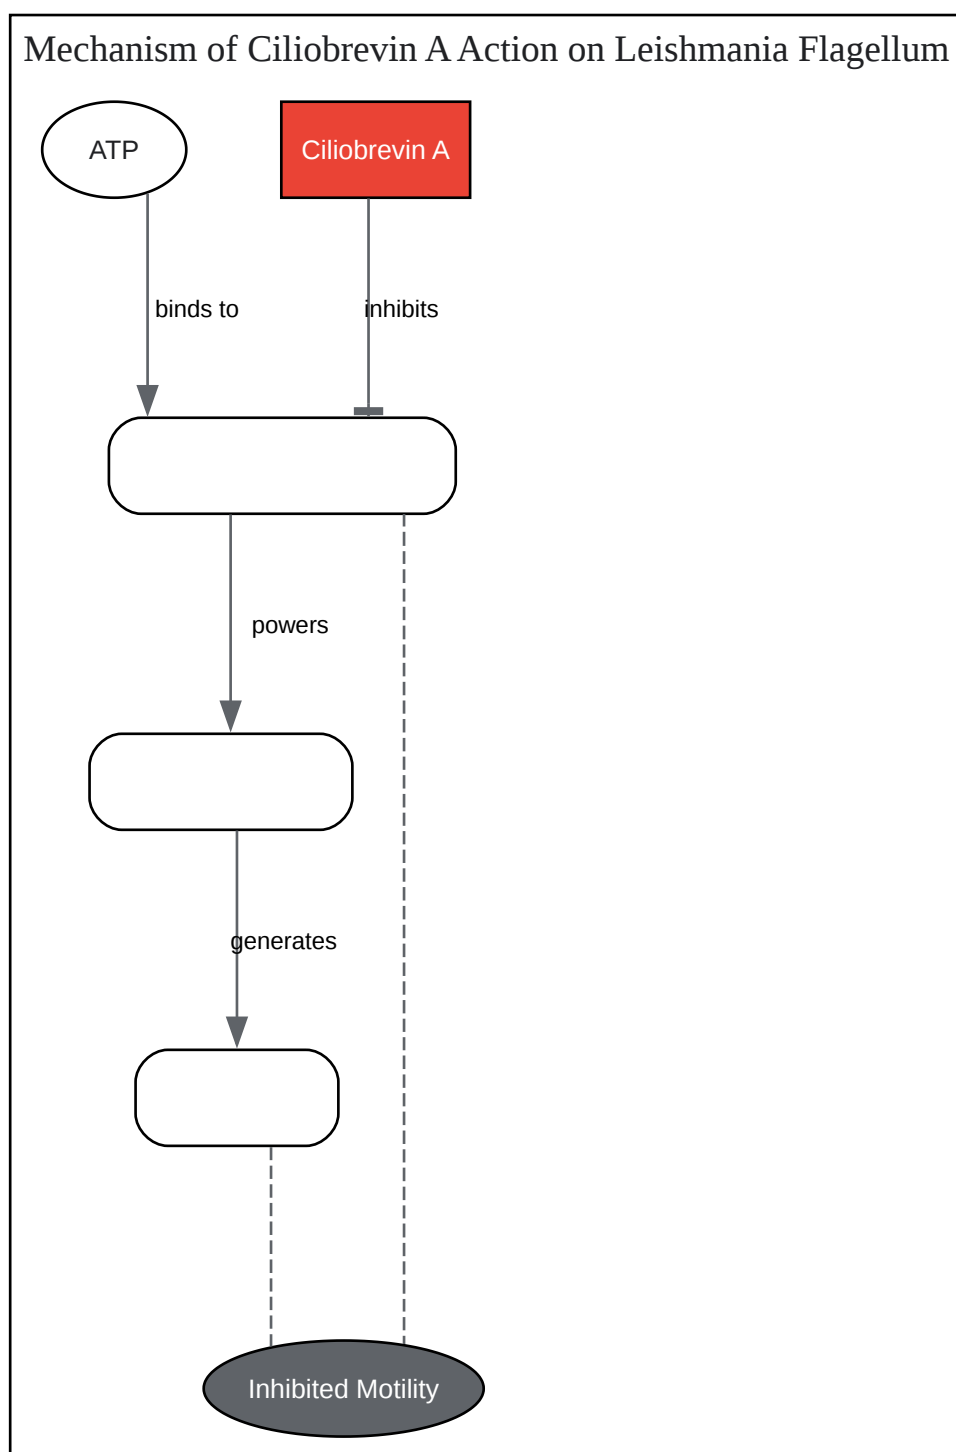 Mechanism of Ciliobrevin A Action on Leishmania Flagellum
ATP
Ciliobrevin A
binds to
inhibits
powers
generates
Inhibited Motility